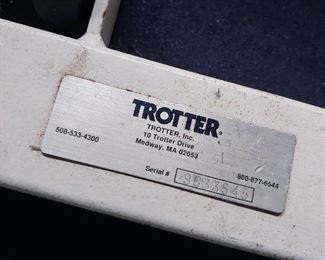 TROTTER®
TROTTER, Inc.
10 Trotter Drive
Medway, MA 02053
508-533-4300
800-677-6544
Serial #